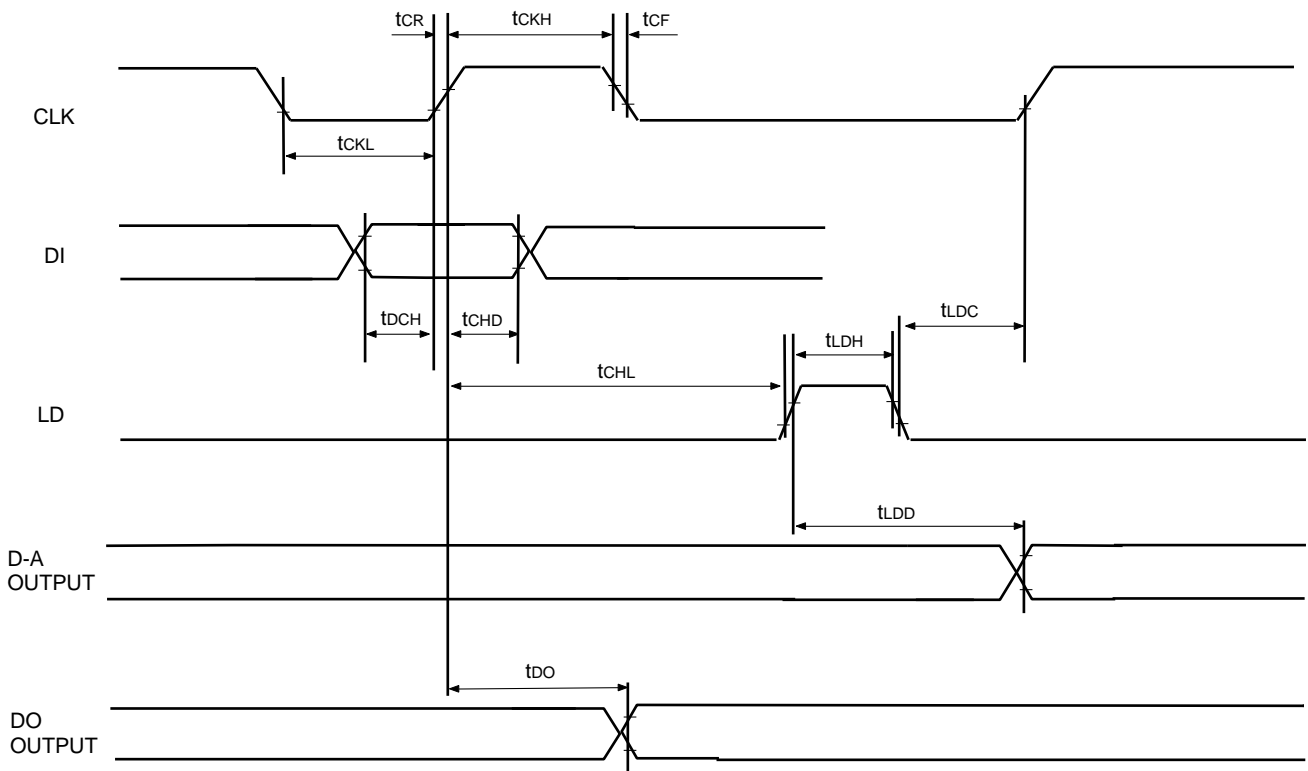 tCR
tCKH
tCF
CLK
tCKL
DI
tDCH
tCHD
tLDC
tLDH
tCHL
LD
tLDD
D-A
OUTPUT
tDO
DO
OUTPUT